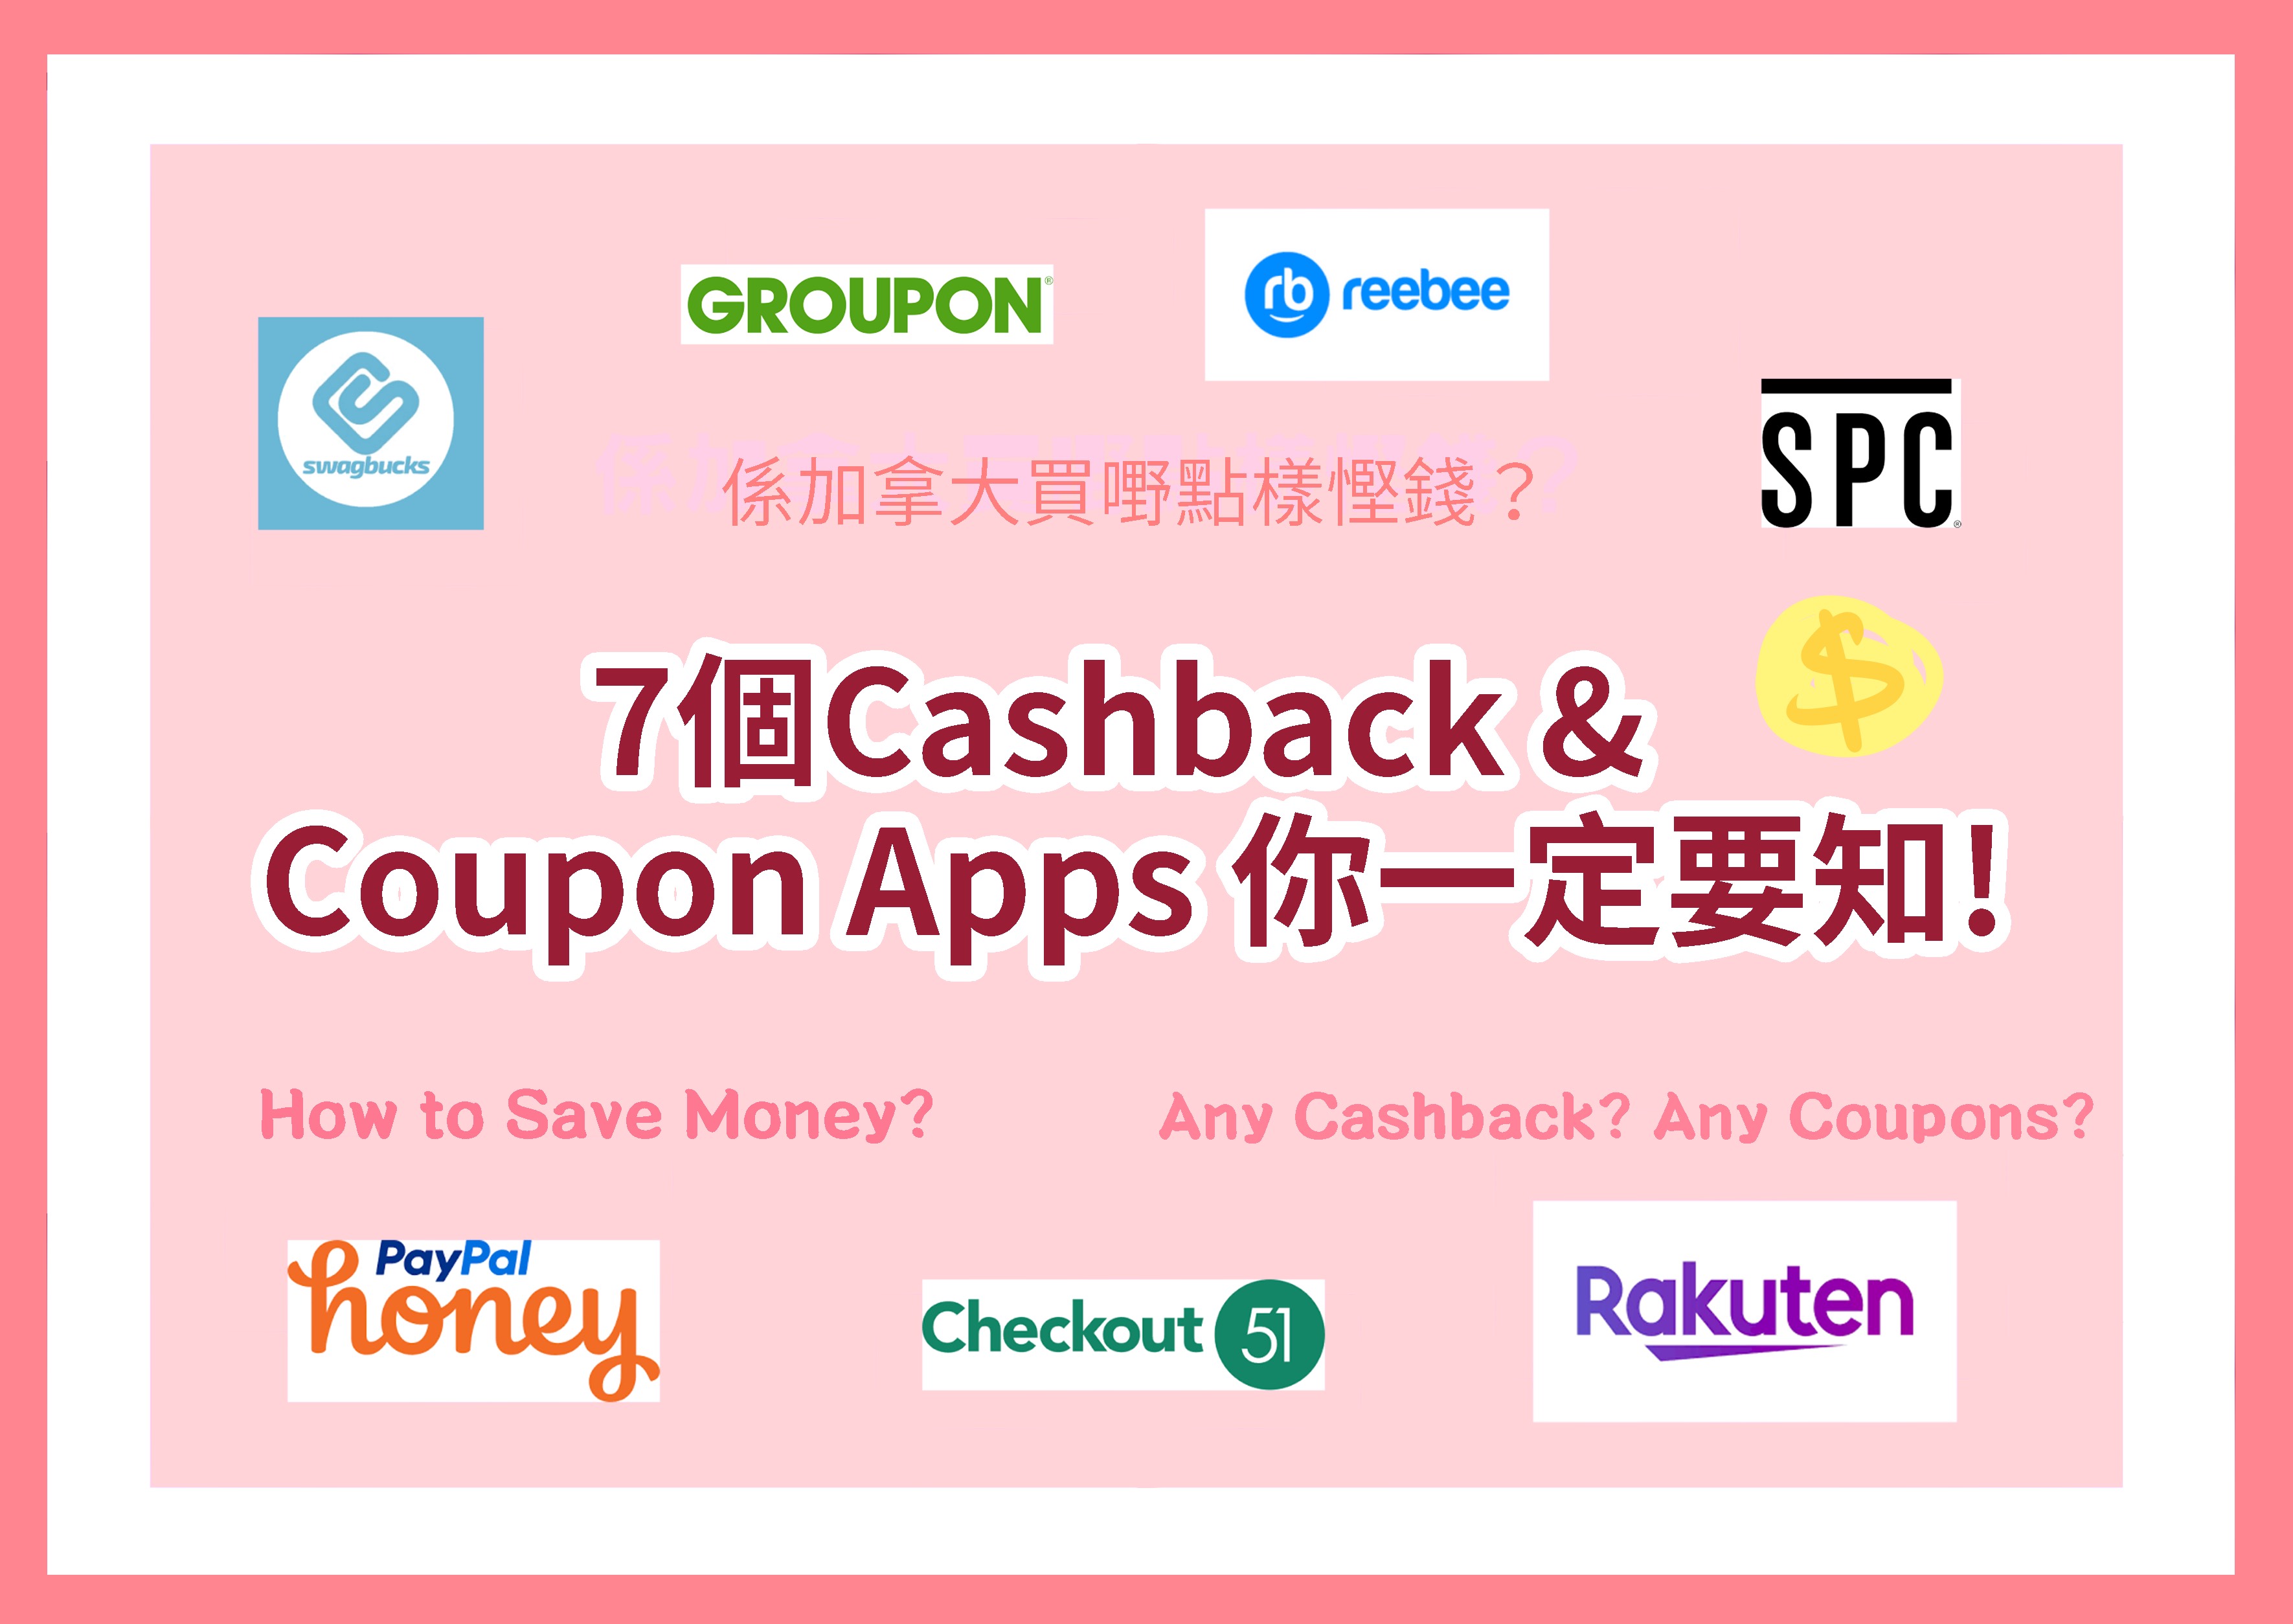 GROUPON®
rb reebee
swagbucks
SPC®
係加拿大買嘢點樣慳錢？
$
7個Cashback &
Coupon Apps 你一定要知!
How to Save Money?
Any Cashback? Any Coupons?
PayPal
honey
Checkout 51
Rakuten